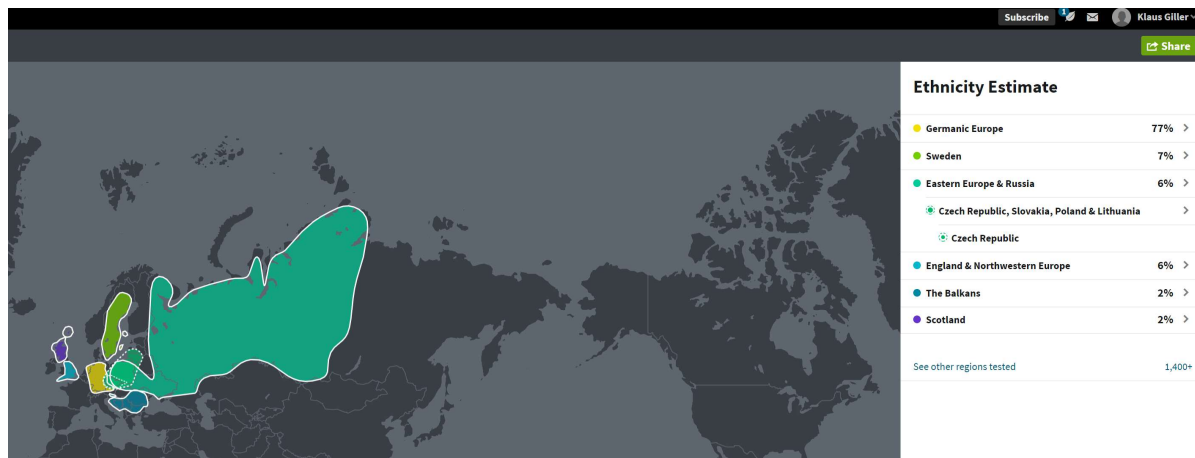 Subscribe 1 Klaus Giller
Share
Ethnicity Estimate
Germanic Europe 77%
Sweden 7%
Eastern Europe & Russia 6%
Czech Republic, Slovakia, Poland & Lithuania
Czech Republic
England & Northwestern Europe 6%
The Balkans 2%
Scotland 2%
See other regions tested 1,400+